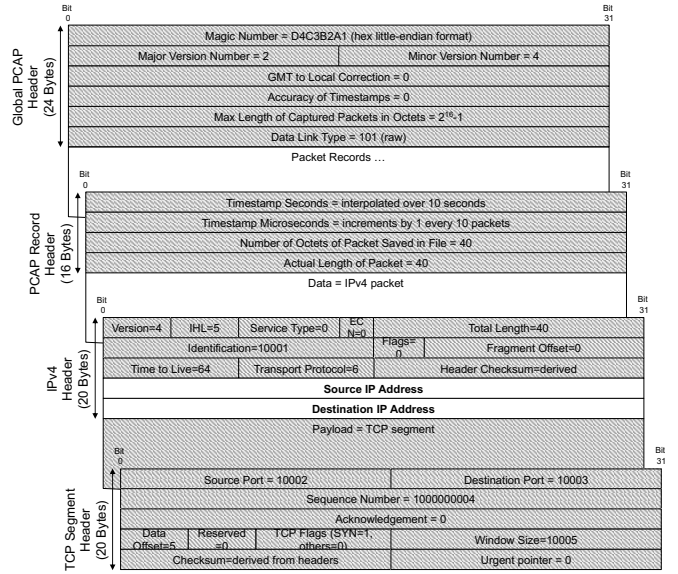 Bit
0
Bit
31
Global PCAP
Header
(24 Bytes)
Magic Number = D4C3B2A1 (hex little-endian format)
Major Version Number = 2
Minor Version Number = 4
GMT to Local Correction = 0
Accuracy of Timestamps = 0
Max Length of Captured Packets in Octets = 2¹⁶-1
Data Link Type = 101 (raw)
Packet Records …
Bit
0
Bit
31
PCAP Record
Header
(16 Bytes)
Timestamp Seconds = interpolated over 10 seconds
Timestamp Microseconds = increments by 1 every 10 packets
Number of Octets of Packet Saved in File = 40
Actual Length of Packet = 40
Data = IPv4 packet
Bit
0
Bit
31
IPv4
Header
(20 Bytes)
Version=4
IHL=5
Service Type=0
EC
N=0
Total Length=40
Identification=10001
Flags=
0
Fragment Offset=0
Time to Live=64
Transport Protocol=6
Header Checksum=derived
Source IP Address
Destination IP Address
Payload = TCP segment
Bit
0
Bit
31
TCP Segment
Header
(20 Bytes)
Source Port = 10002
Destination Port = 10003
Sequence Number = 1000000004
Acknowledgement = 0
Data
Offset=5
Reserved
=0
TCP Flags (SYN=1,
others=0)
Window Size=10005
Checksum=derived from headers
Urgent pointer = 0